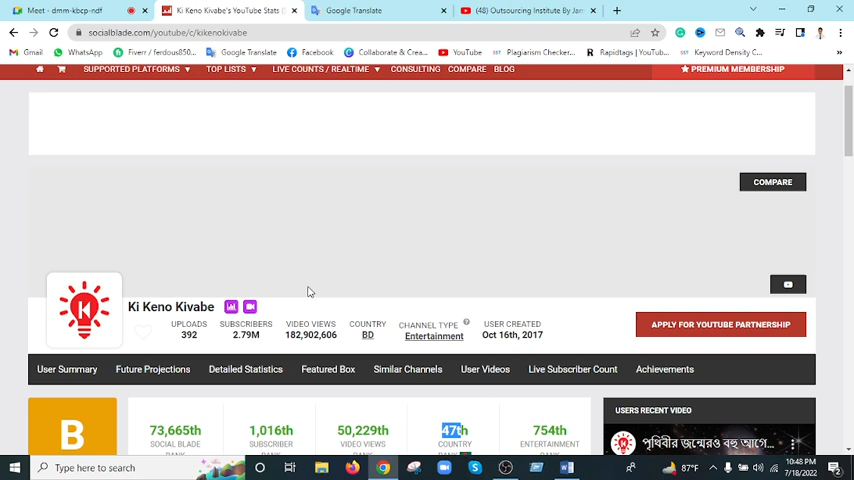 Meet - dmm-kbcp-ndf
Ki Keno Kivabe's YouTube Stats (
Google Translate
(48) Outsourcing Institute By Jan
socialblade.com/youtube/c/kikenokivabe
Gmail
WhatsApp
Fiverr / ferdous850...
Google Translate
Facebook
Collaborate & Crea...
YouTube
Plagiarism Checker...
Rapidtags | YouTub...
Keyword Density C...
SUPPORTED PLATFORMS
TOP LISTS
LIVE COUNTS / REALTIME
CONSULTING
COMPARE
BLOG
PREMIUM MEMBERSHIP
COMPARE
K
Ki Keno Kivabe
UPLOADS
392
SUBSCRIBERS
2.79M
VIDEO VIEWS
182,902,606
COUNTRY
BD
CHANNEL TYPE
Entertainment
USER CREATED
Oct 16th, 2017
APPLY FOR YOUTUBE PARTNERSHIP
User Summary
Future Projections
Detailed Statistics
Featured Box
Similar Channels
User Videos
Live Subscriber Count
Achievements
B
73,665th
SOCIAL BLADE
1,016th
SUBSCRIBER
50,229th
VIDEO VIEWS
47th
COUNTRY
754th
ENTERTAINMENT
USERS RECENT VIDEO
পৃথিবীর জন্মেরও বহু আগে...
Type here to search
87°F
10:48 PM
7/18/2022
2